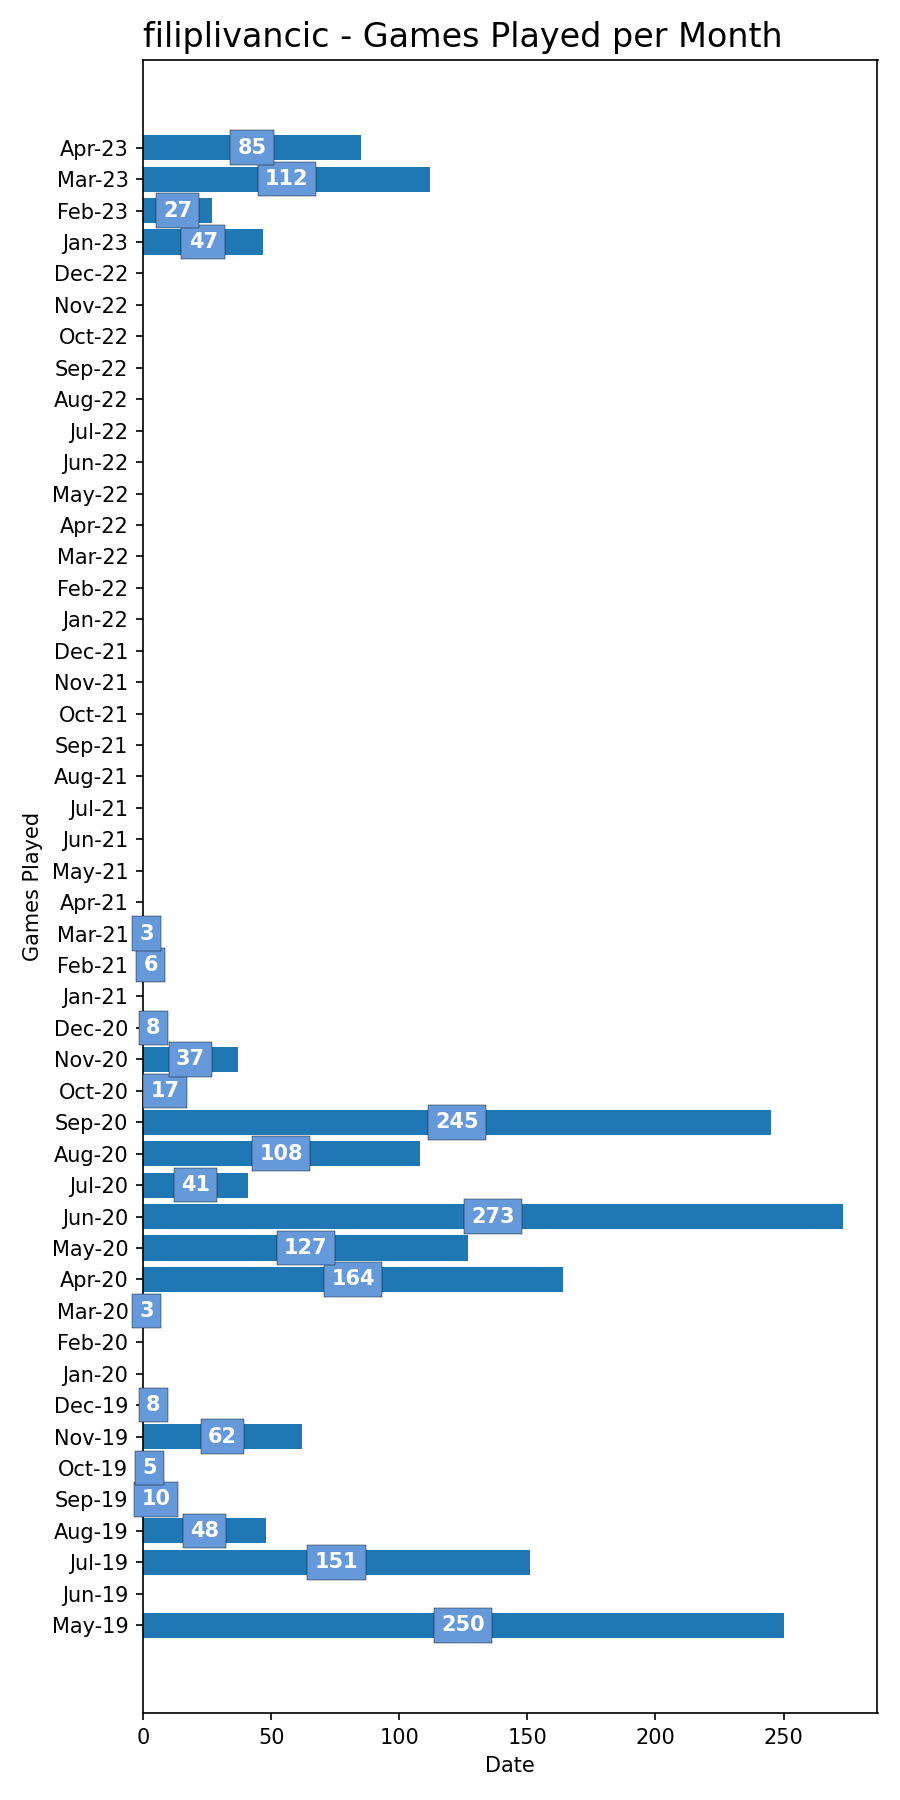 filiplivancic - Games Played per Month
Apr-23 85
Mar-23 112
Feb-23 27
Jan-23 47
Dec-22
Nov-22
Oct-22
Sep-22
Aug-22
Jul-22
Jun-22
May-22
Apr-22
Mar-22
Feb-22
Jan-22
Dec-21
Nov-21
Oct-21
Sep-21
Aug-21
Jul-21
Jun-21
May-21
Apr-21
Mar-21 3
Feb-21 6
Jan-21
Dec-20 8
Nov-20 37
Oct-20 17
Sep-20 245
Aug-20 108
Jul-20 41
Jun-20 273
May-20 127
Apr-20 164
Mar-20 3
Feb-20
Jan-20
Dec-19 8
Nov-19 62
Oct-19 5
Sep-19 10
Aug-19 48
Jul-19 151
Jun-19
May-19 250
Games Played
0 50 100 150 200 250
Date